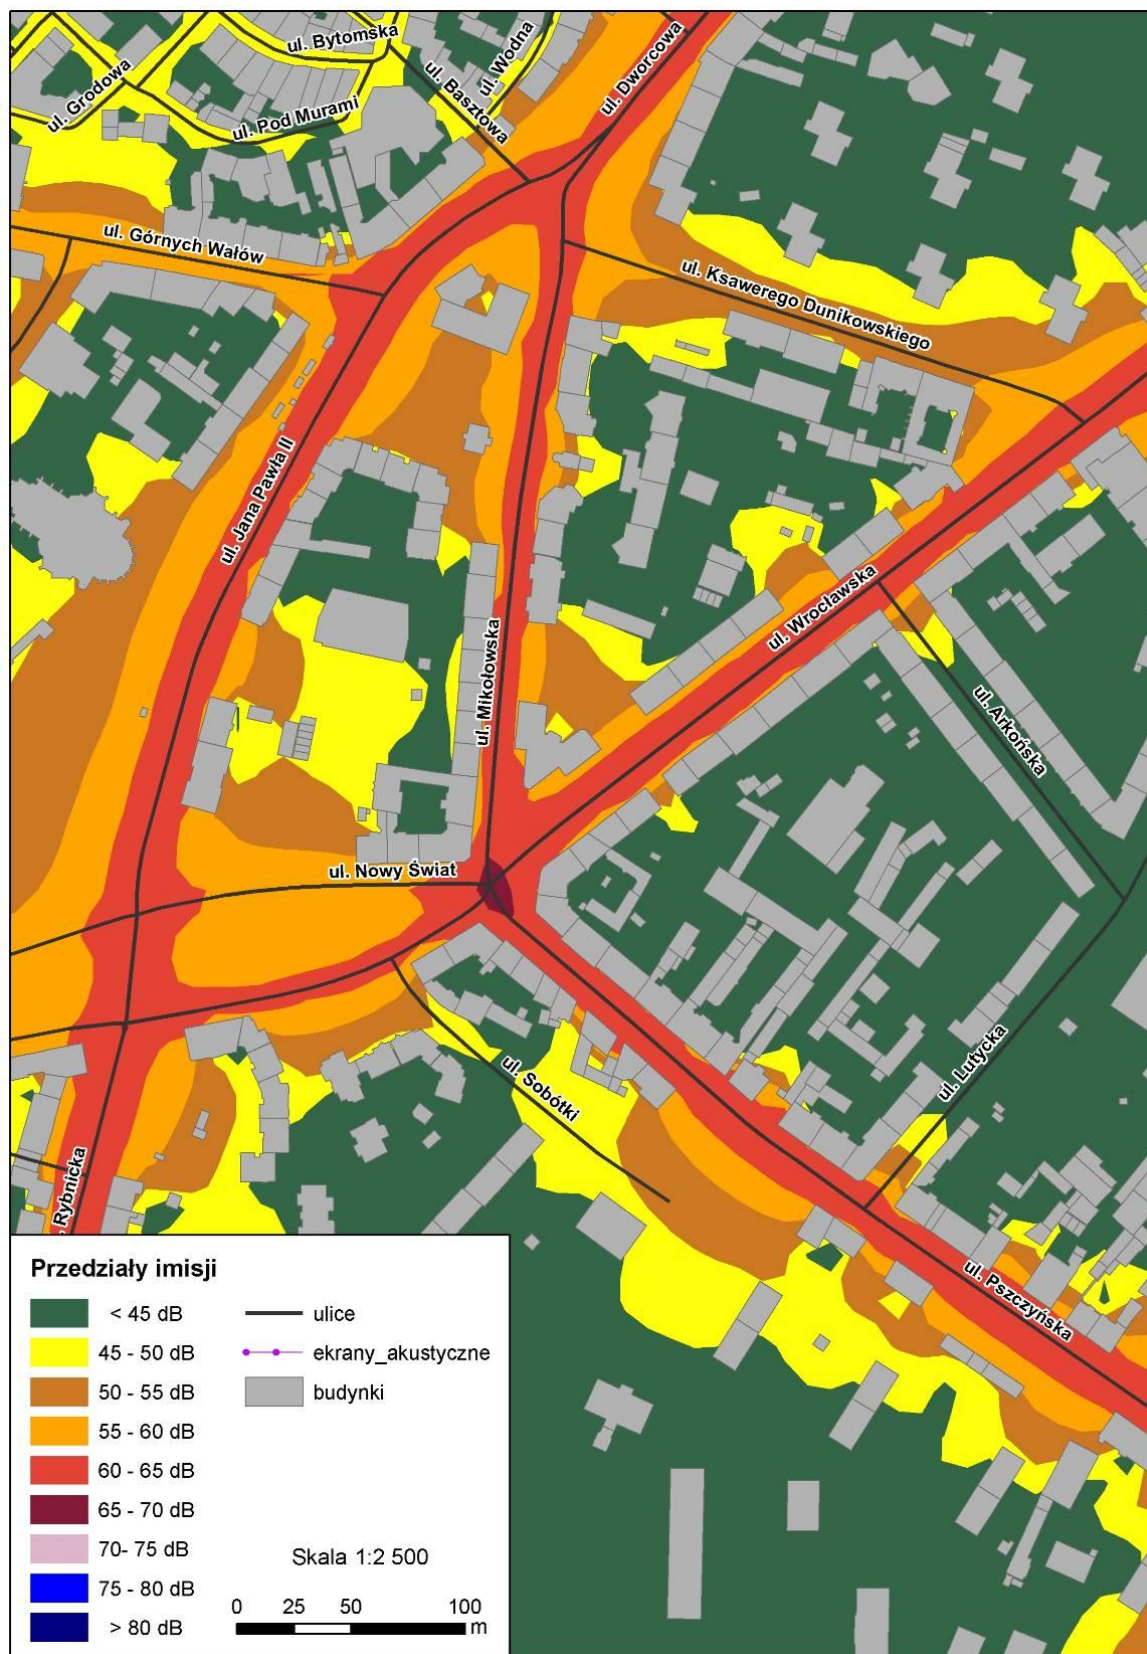 ul. Bytomska
ul. Wodna
ul. Dworcowa
ul. Grodowa
ul. Basztowa
ul. Pod Murami
ul. Górnych Wałów
ul. Ksawerego Dunikowskiego
ul. Jana Pawła II
ul. Mikołowska
ul. Wrocławska
ul. Arkońska
ul. Nowy Świat
ul. Sobótki
ul. Lutycka
. Rybnicka
ul. Pszczyńska
Przedziały imisji
< 45 dB
45 - 50 dB
50 - 55 dB
55 - 60 dB
60 - 65 dB
65 - 70 dB
70- 75 dB
75 - 80 dB
> 80 dB
ulice
ekrany_akustyczne
budynki
Skala 1:2 500
0 25 50 100
m